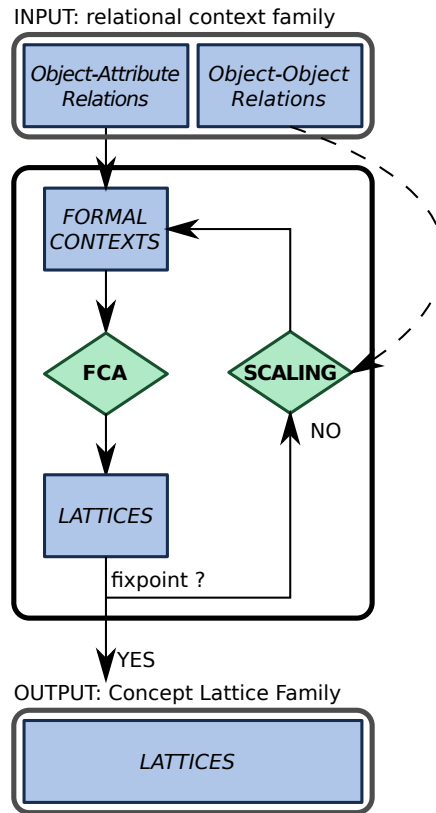 INPUT: relational context family
Object-Attribute
Relations
Object-Object
Relations
FORMAL
CONTEXTS
FCA
SCALING
NO
LATTICES
fixpoint ?
YES
OUTPUT: Concept Lattice Family
LATTICES